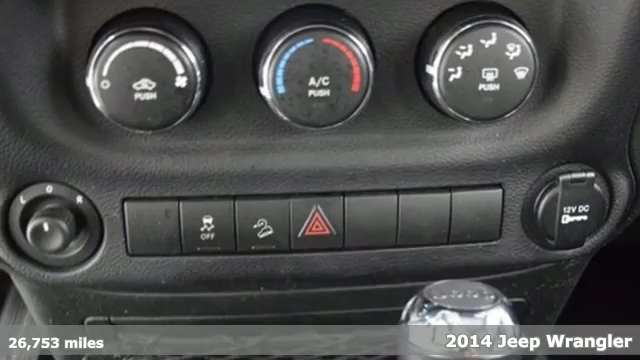 PUSH
A/C
PUSH
PUSH
L O R
OFF
12V DC
26,753 miles
2014 Jeep Wrangler